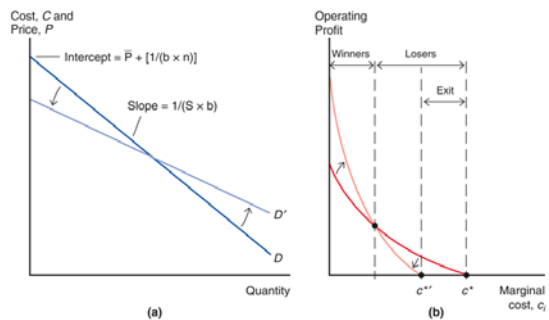 Cost, C and
Price, P
Intercept = P̅ + [1/(b × n)]
Slope = 1/(S × b)
D'
D
Quantity
(a)
Operating
Profit
Winners
Losers
Exit
c*'
c*
Marginal
cost, cᵢ
(b)